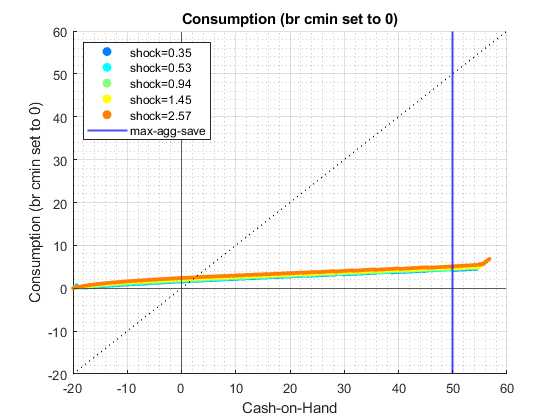 Consumption (br cmin set to 0)
60
50
40
30
20
10
0
-10
-20
shock=0.35
shock=0.53
shock=0.94
shock=1.45
shock=2.57
max-agg-save
Consumption (br cmin set to 0)
-20 -10 0 10 20 30 40 50 60
Cash-on-Hand